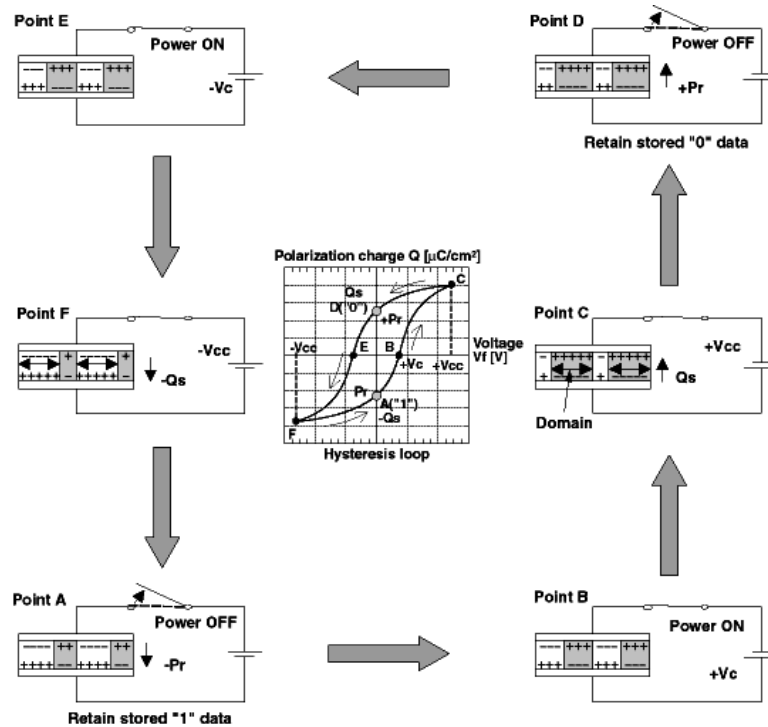 Point E
Power ON
--- +++ --- +++
+++ --- +++ ---
-Vc
Point D
Power OFF
-- ++++ -- ++++
++ ---- ++ ----
+Pr
Retain stored "0" data
Point F
-Vcc
----- + ----- +
+++++ - +++++ -
-Qs
Polarization charge Q [μC/cm²]
C
Qs
D("0")
+Pr
Voltage
Vf [V]
-Vcc
E
B
+Vc
+Vcc
Pr
A("1")
-Qs
F
Hysteresis loop
Point C
+Vcc
- +++++ - +++++
+ ----- + -----
Qs
Domain
Point A
Power OFF
---- ++ ---- ++
++++ -- ++++ --
-Pr
Retain stored "1" data
Point B
Power ON
--- +++ --- +++
+++ --- +++ ---
+Vc